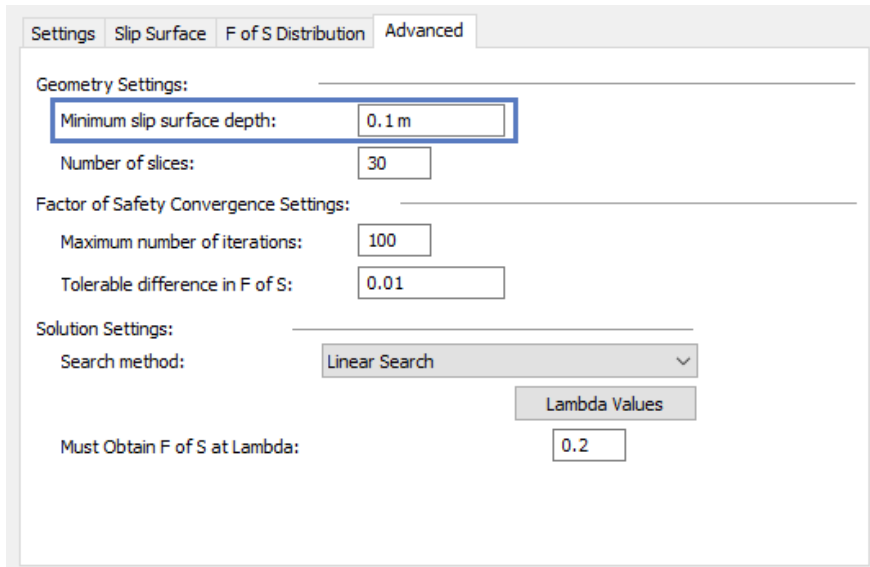 Settings Slip Surface F of S Distribution Advanced
Geometry Settings:
Minimum slip surface depth: 0.1 m
Number of slices: 30
Factor of Safety Convergence Settings:
Maximum number of iterations: 100
Tolerable difference in F of S: 0.01
Solution Settings:
Search method: Linear Search
Lambda Values
Must Obtain F of S at Lambda: 0.2